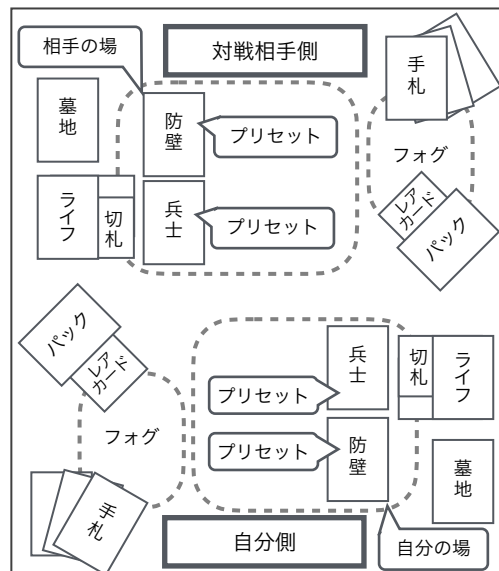 相手の場
対戦相手側
手札
墓地
防壁
プリセット
フォグ
ライフ
切札
兵士
プリセット
レアカード
パック
パック
レアカード
兵士
切札
ライフ
プリセット
フォグ
プリセット
防壁
墓地
手札
自分側
自分の場